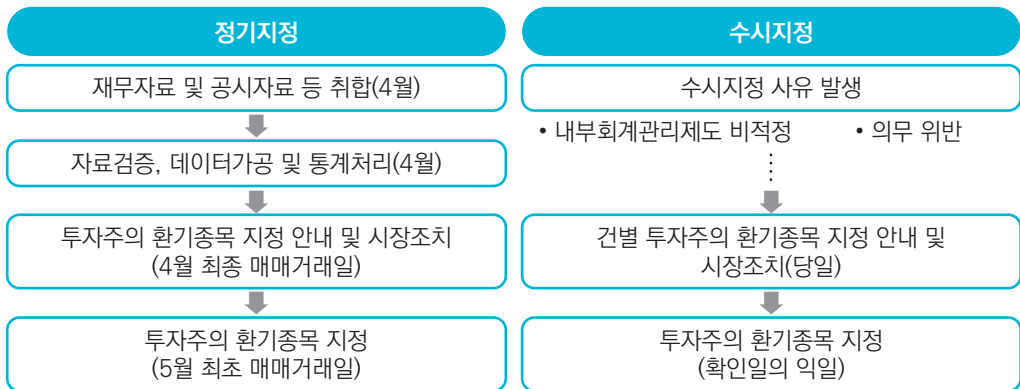 정기지정
재무자료 및 공시자료 등 취합(4월)
자료검증, 데이터가공 및 통계처리(4월)
투자주의 환기종목 지정 안내 및 시장조치
(4월 최종 매매거래일)
투자주의 환기종목 지정
(5월 최초 매매거래일)
수시지정
수시지정 사유 발생
• 내부회계관리제도 비적정 • 의무 위반
건별 투자주의 환기종목 지정 안내 및
시장조치(당일)
투자주의 환기종목 지정
(확인일의 익일)